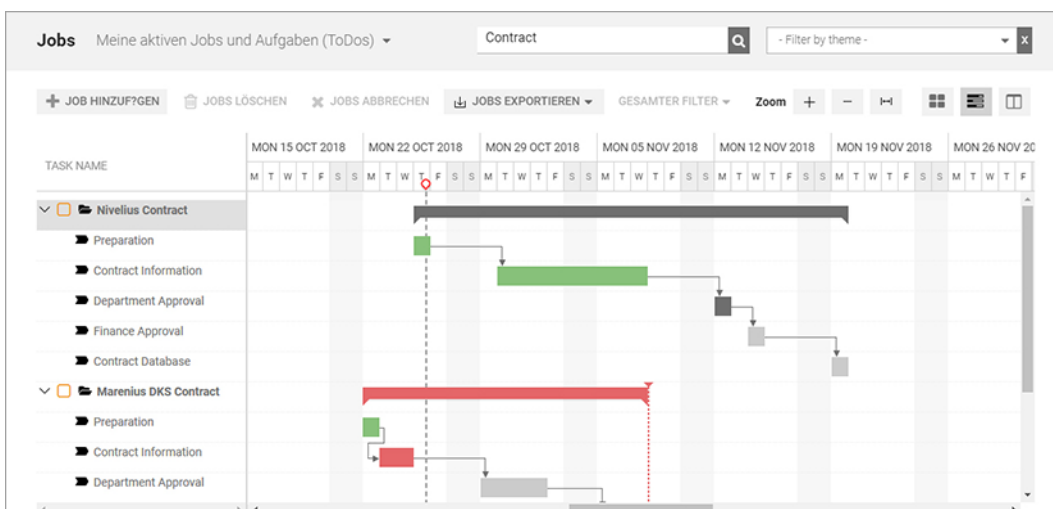 Jobs Meine aktiven Jobs und Aufgaben (ToDos) Contract - Filter by theme - x
JOB HINZUF?GEN JOBS LÖSCHEN JOBS ABBRECHEN JOBS EXPORTIEREN GESAMTER FILTER Zoom + −
MON 15 OCT 2018 MON 22 OCT 2018 MON 29 OCT 2018 MON 05 NOV 2018 MON 12 NOV 2018 MON 19 NOV 2018 MON 26 NOV 20
TASK NAME
M T W T F S S M T W T F S S M T W T F S S M T W T F S S M T W T F S S M T W T F S S M T W T F
Nivelius Contract
Preparation
Contract Information
Department Approval
Finance Approval
Contract Database
Marenius DKS Contract
Preparation
Contract Information
Department Approval